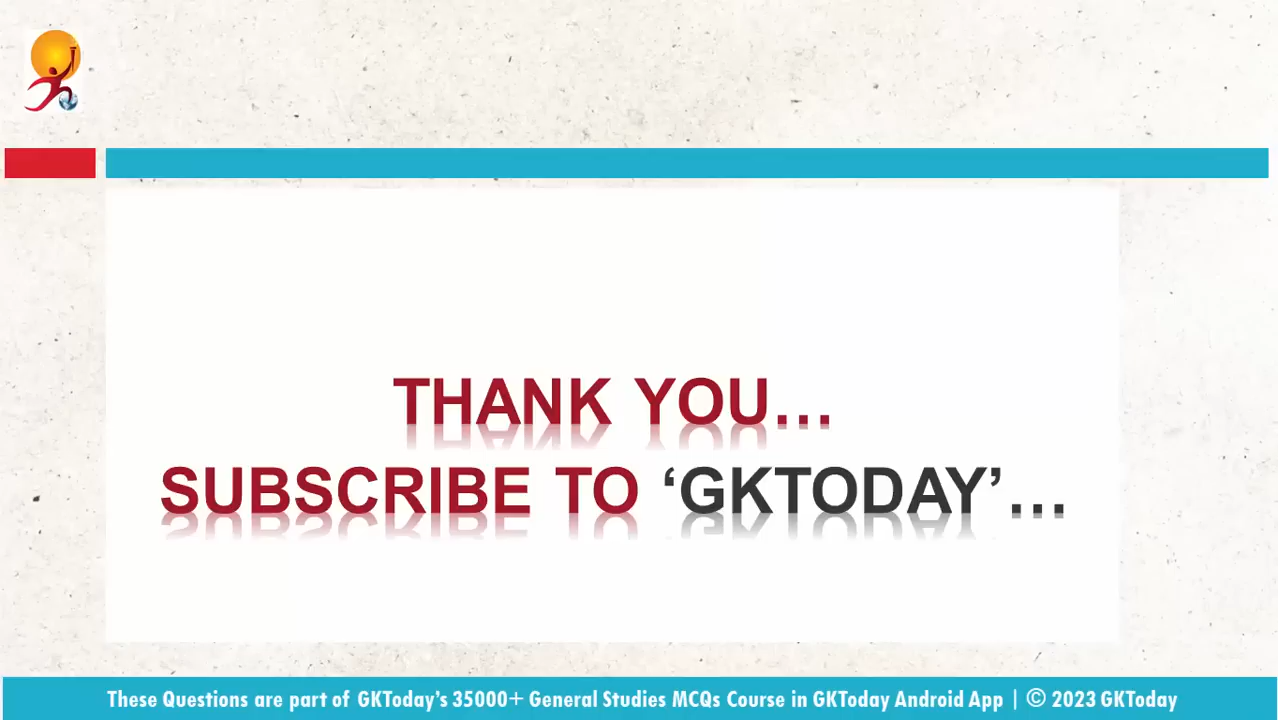 THANK YOU…
SUBSCRIBE TO ‘GKTODAY’…
These Questions are part of GKToday’s 35000+ General Studies MCQs Course in GKToday Android App | © 2023 GKToday